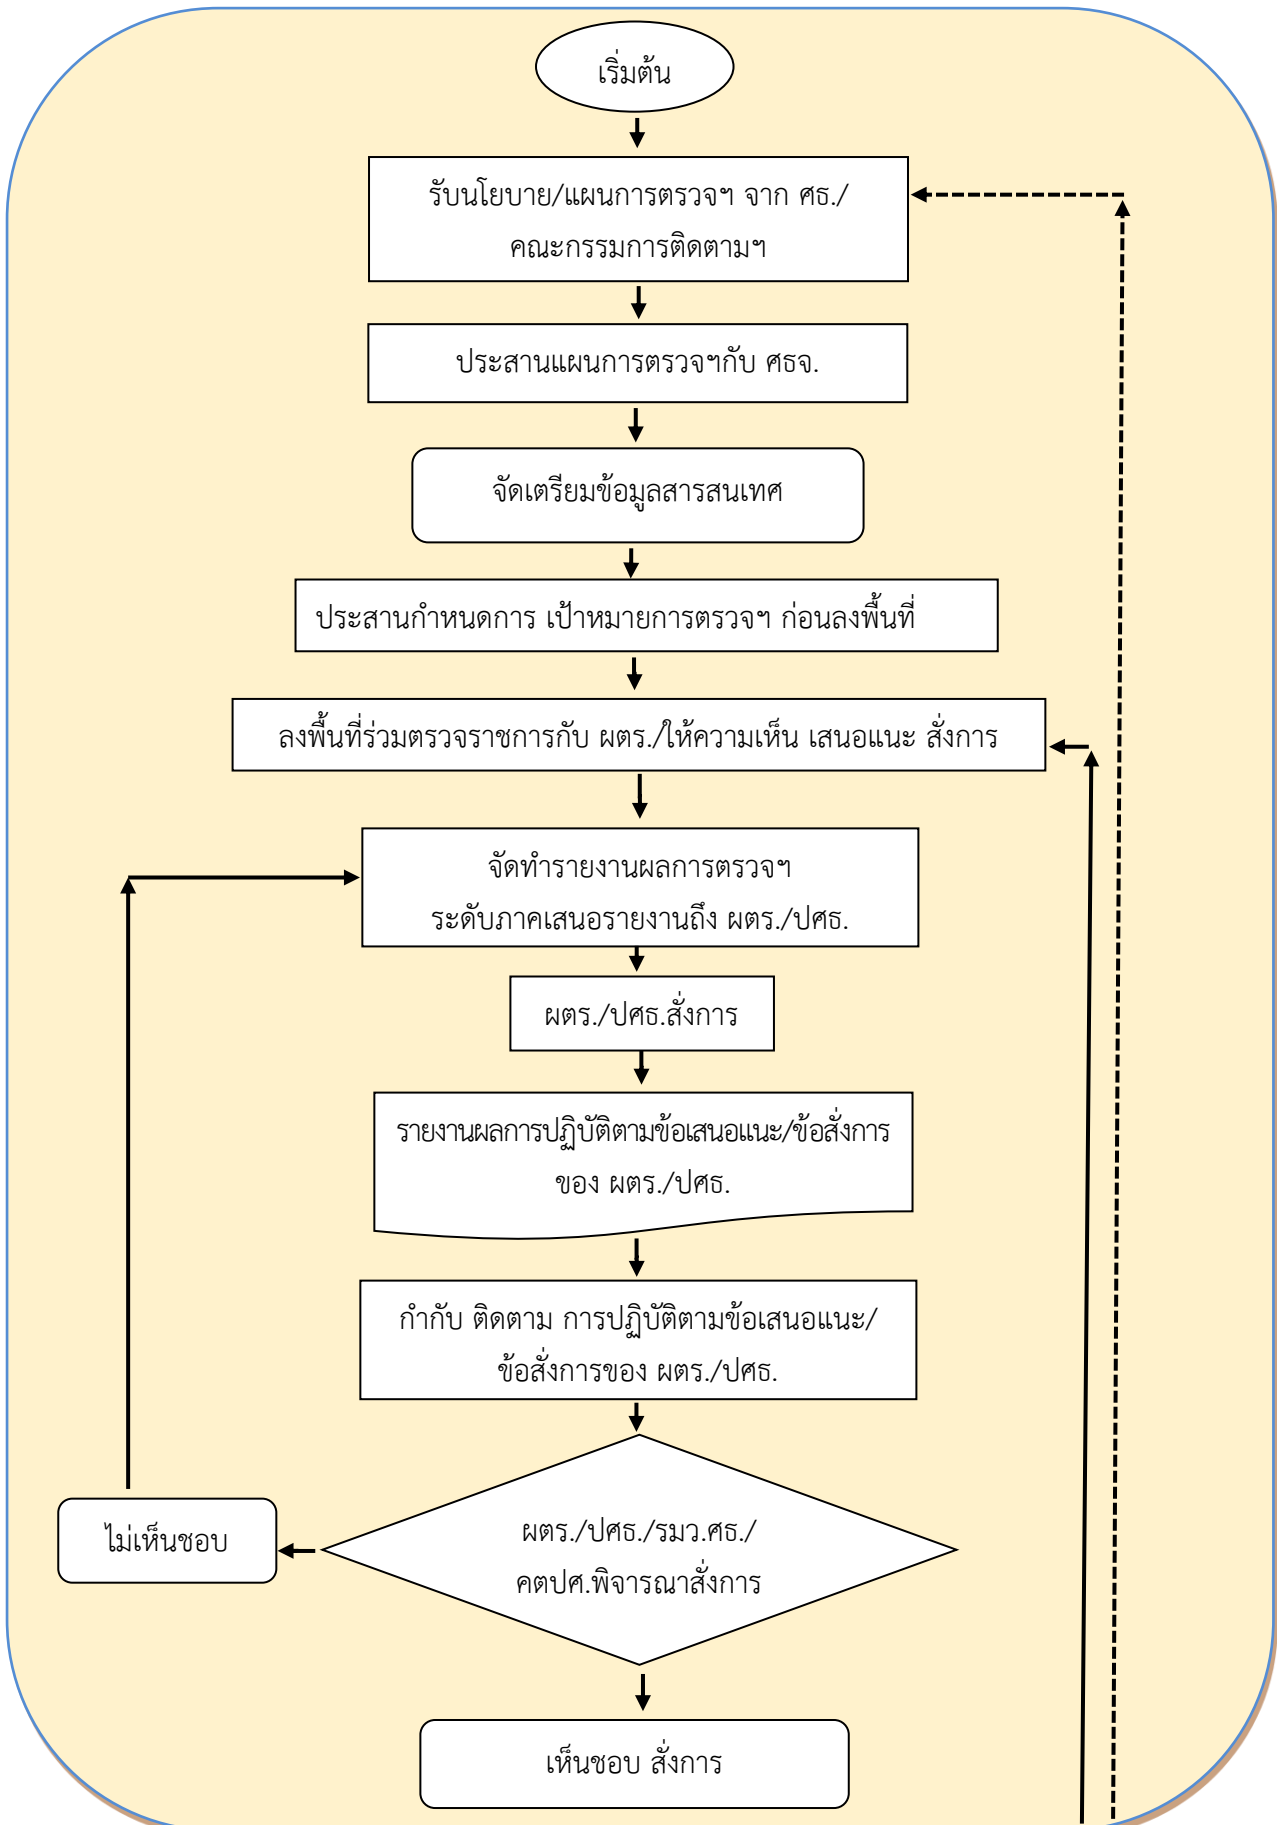 เริ่มต้น
รับนโยบาย/แผนการตรวจฯ จาก ศธ./
คณะกรรมการติดตามฯ
ประสานแผนการตรวจฯกับ ศธจ.
จัดเตรียมข้อมูลสารสนเทศ
ประสานกำหนดการ เป้าหมายการตรวจฯ ก่อนลงพื้นที่
ลงพื้นที่ร่วมตรวจราชการกับ ผตร./ให้ความเห็น เสนอแนะ สั่งการ
จัดทำรายงานผลการตรวจฯ
ระดับภาคเสนอรายงานถึง ผตร./ปศธ.
ผตร./ปศธ.สั่งการ
รายงานผลการปฏิบัติตามข้อเสนอแนะ/ข้อสั่งการ
ของ ผตร./ปศธ.
กำกับ ติดตาม การปฏิบัติตามข้อเสนอแนะ/
ข้อสั่งการของ ผตร./ปศธ.
ไม่เห็นชอบ
ผตร./ปศธ./รมว.ศธ./
คตปศ.พิจารณาสั่งการ
เห็นชอบ สั่งการ